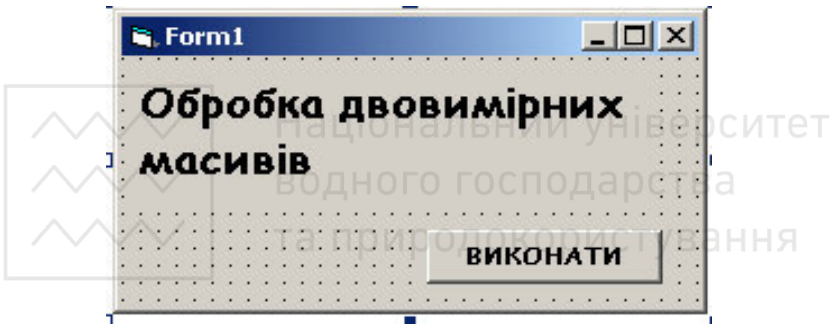 Form1
Обробка двовимірних
масивів
Національний університет
водного господарства
та природокористування
ВИКОНАТИ